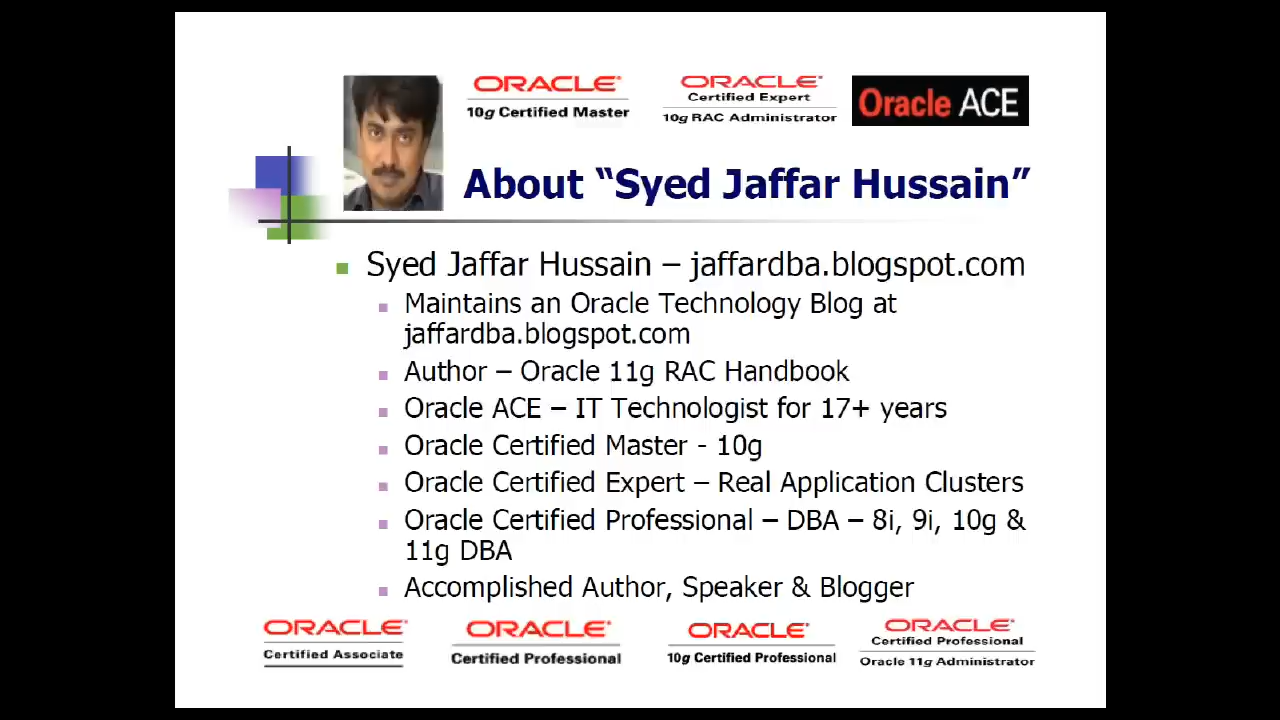 ORACLE
10g Certified Master
ORACLE
Certified Expert
10g RAC Administrator
Oracle ACE
About “Syed Jaffar Hussain”
Syed Jaffar Hussain – jaffardba.blogspot.com
Maintains an Oracle Technology Blog at
jaffardba.blogspot.com
Author – Oracle 11g RAC Handbook
Oracle ACE – IT Technologist for 17+ years
Oracle Certified Master - 10g
Oracle Certified Expert – Real Application Clusters
Oracle Certified Professional – DBA – 8i, 9i, 10g &
11g DBA
Accomplished Author, Speaker & Blogger
ORACLE
Certified Associate
ORACLE
Certified Professional
ORACLE
10g Certified Professional
ORACLE
Certified Professional
Oracle 11g Administrator